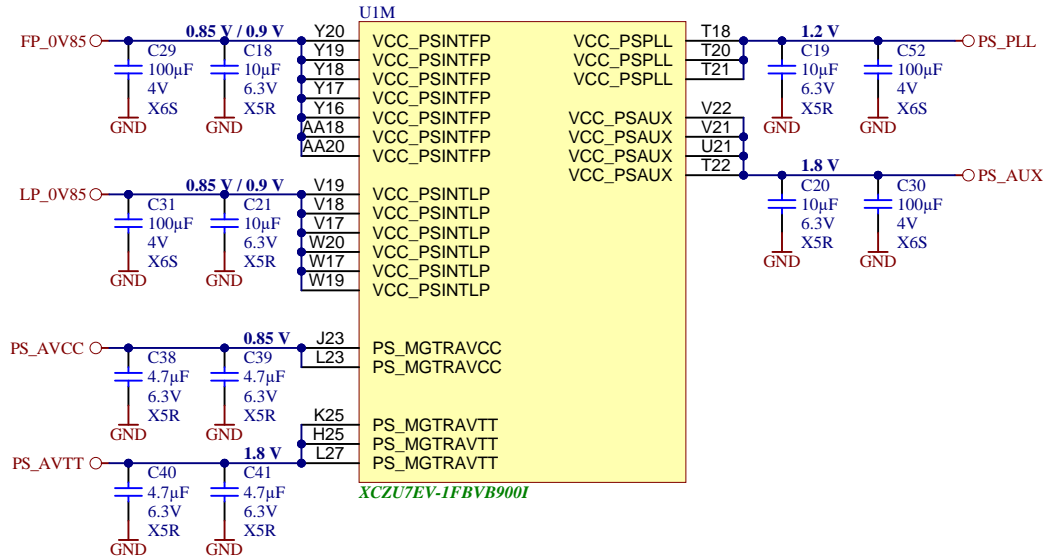 U1M
FP_0V85
0.85 V / 0.9 V
C29
100µF
4V
X6S
GND
C18
10µF
6.3V
X5R
GND
Y20 VCC_PSINTFP
Y19 VCC_PSINTFP
Y18 VCC_PSINTFP
Y17 VCC_PSINTFP
Y16 VCC_PSINTFP
AA18 VCC_PSINTFP
AA20 VCC_PSINTFP
LP_0V85
0.85 V / 0.9 V
C31
100µF
4V
X6S
GND
C21
10µF
6.3V
X5R
GND
V19 VCC_PSINTLP
V18 VCC_PSINTLP
V17 VCC_PSINTLP
W20 VCC_PSINTLP
W17 VCC_PSINTLP
W19 VCC_PSINTLP
PS_AVCC
0.85 V
C38
4.7µF
6.3V
X5R
GND
C39
4.7µF
6.3V
X5R
GND
J23 PS_MGTRAVCC
L23 PS_MGTRAVCC
PS_AVTT
1.8 V
C40
4.7µF
6.3V
X5R
GND
C41
4.7µF
6.3V
X5R
GND
K25 PS_MGTRAVTT
H25 PS_MGTRAVTT
L27 PS_MGTRAVTT
VCC_PSPLL T18
VCC_PSPLL T20
VCC_PSPLL T21
1.2 V
PS_PLL
C19
10µF
6.3V
X5R
GND
C52
100µF
4V
X6S
GND
VCC_PSAUX V22
VCC_PSAUX V21
VCC_PSAUX U21
VCC_PSAUX T22
1.8 V
PS_AUX
C20
10µF
6.3V
X5R
GND
C30
100µF
4V
X6S
GND
XCZU7EV-1FBVB900I